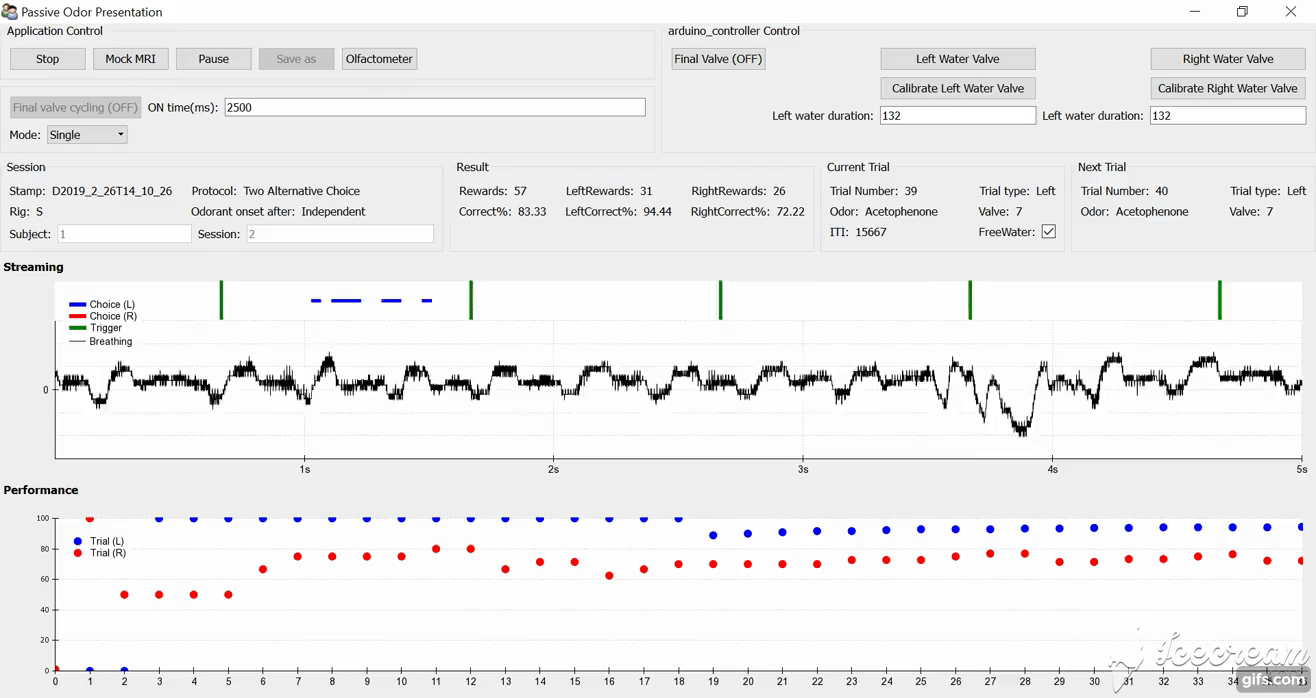 Passive Odor Presentation
Application Control
Stop Mock MRI Pause Save as Olfactometer
Final valve cycling (OFF) ON time(ms): 2500
Mode: Single
arduino_controller Control
Final Valve (OFF) Left Water Valve Right Water Valve
Calibrate Left Water Valve Calibrate Right Water Valve
Left water duration: 132 Left water duration: 132
Session
Stamp: D2019_2_26T14_10_26 Protocol: Two Alternative Choice
Rig: S Odorant onset after: Independent
Subject: 1 Session: 2
Result
Rewards: 57 LeftRewards: 31 RightRewards: 26
Correct%: 83.33 LeftCorrect%: 94.44 RightCorrect%: 72.22
Current Trial
Trial Number: 39 Trial type: Left
Odor: Acetophenone Valve: 7
ITI: 15667 FreeWater:
Next Trial
Trial Number: 40 Trial type: Left
Odor: Acetophenone Valve: 7
Streaming
Choice (L)
Choice (R)
Trigger
Breathing
0
1s 2s 3s 4s 5s
Performance
100
Trial (L)
Trial (R)
80
60
40
20
0
0 1 2 3 4 5 6 7 8 9 10 11 12 13 14 15 16 17 18 19 20 21 22 23 24 25 26 27 28 29 30 31 32 33 34
Icecream
gifs.com